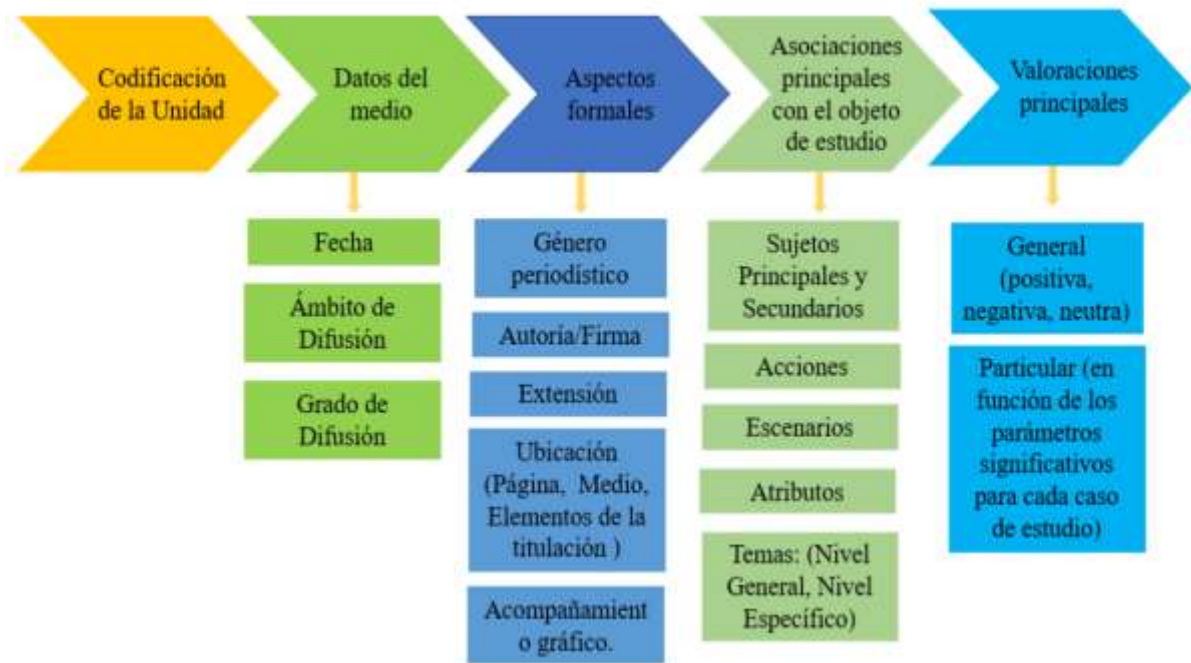 Codificación
de la Unidad
Datos del
medio
Aspectos
formales
Asociaciones
principales
con el objeto
de estudio
Valoraciones
principales
Fecha
Ámbito de
Difusión
Grado de
Difusión
Género
periodístico
Autoría/Firma
Extensión
Ubicación
(Página, Medio,
Elementos de la
titulación )
Acompañamient
o gráfico.
Sujetos
Principales y
Secundarios
Acciones
Escenarios
Atributos
Temas: (Nivel
General, Nivel
Específico)
General
(positiva,
negativa, neutra)
Particular (en
función de los
parámetros
significativos
para cada caso
de estudio)